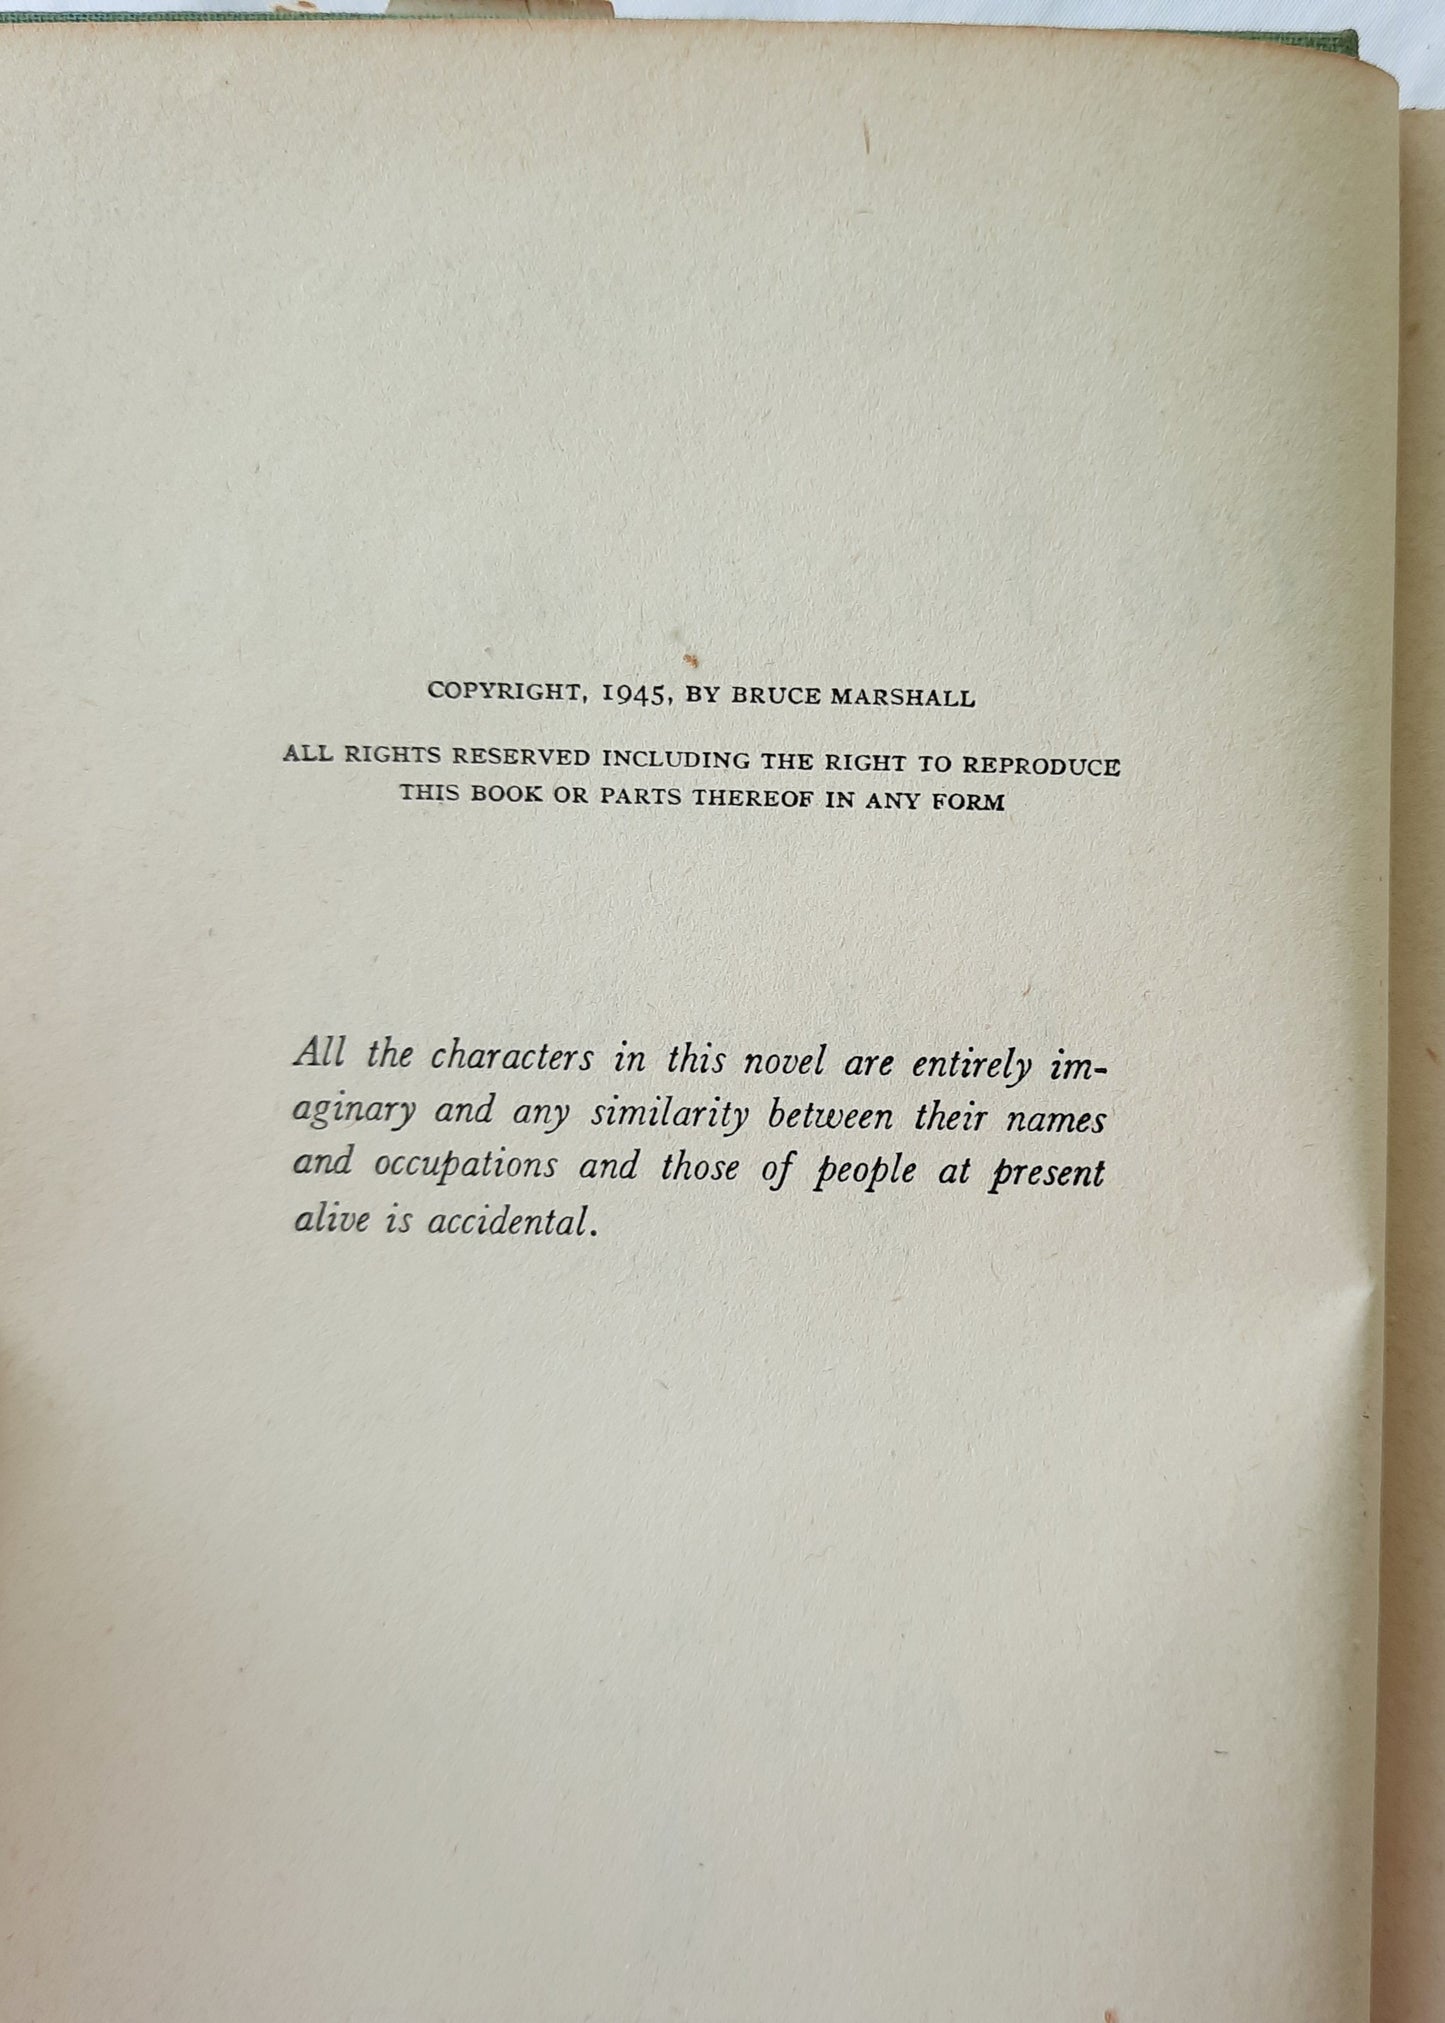 COPYRIGHT, 1945, BY BRUCE MARSHALL
ALL RIGHTS RESERVED INCLUDING THE RIGHT TO REPRODUCE
THIS BOOK OR PARTS THEREOF IN ANY FORM
All the characters in this novel are entirely im-
aginary and any similarity between their names
and occupations and those of people at present
alive is accidental.